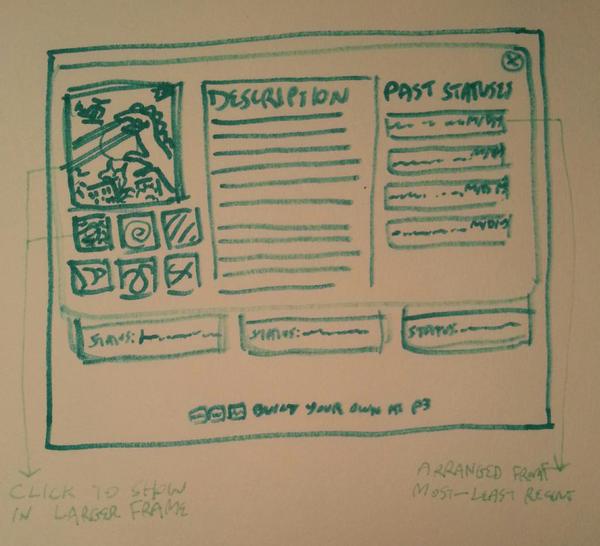 DESCRIPTION
PAST STATUSES
M/D/Y
M/D/Y
M/D/Y
M/D/Y
STATUS:
STATUS:
STATUS:
BUILT YOUR OWN AT P3
CLICK TO SHOW
IN LARGER FRAME
ARRANGED FROM
MOST-LEAST RECENT